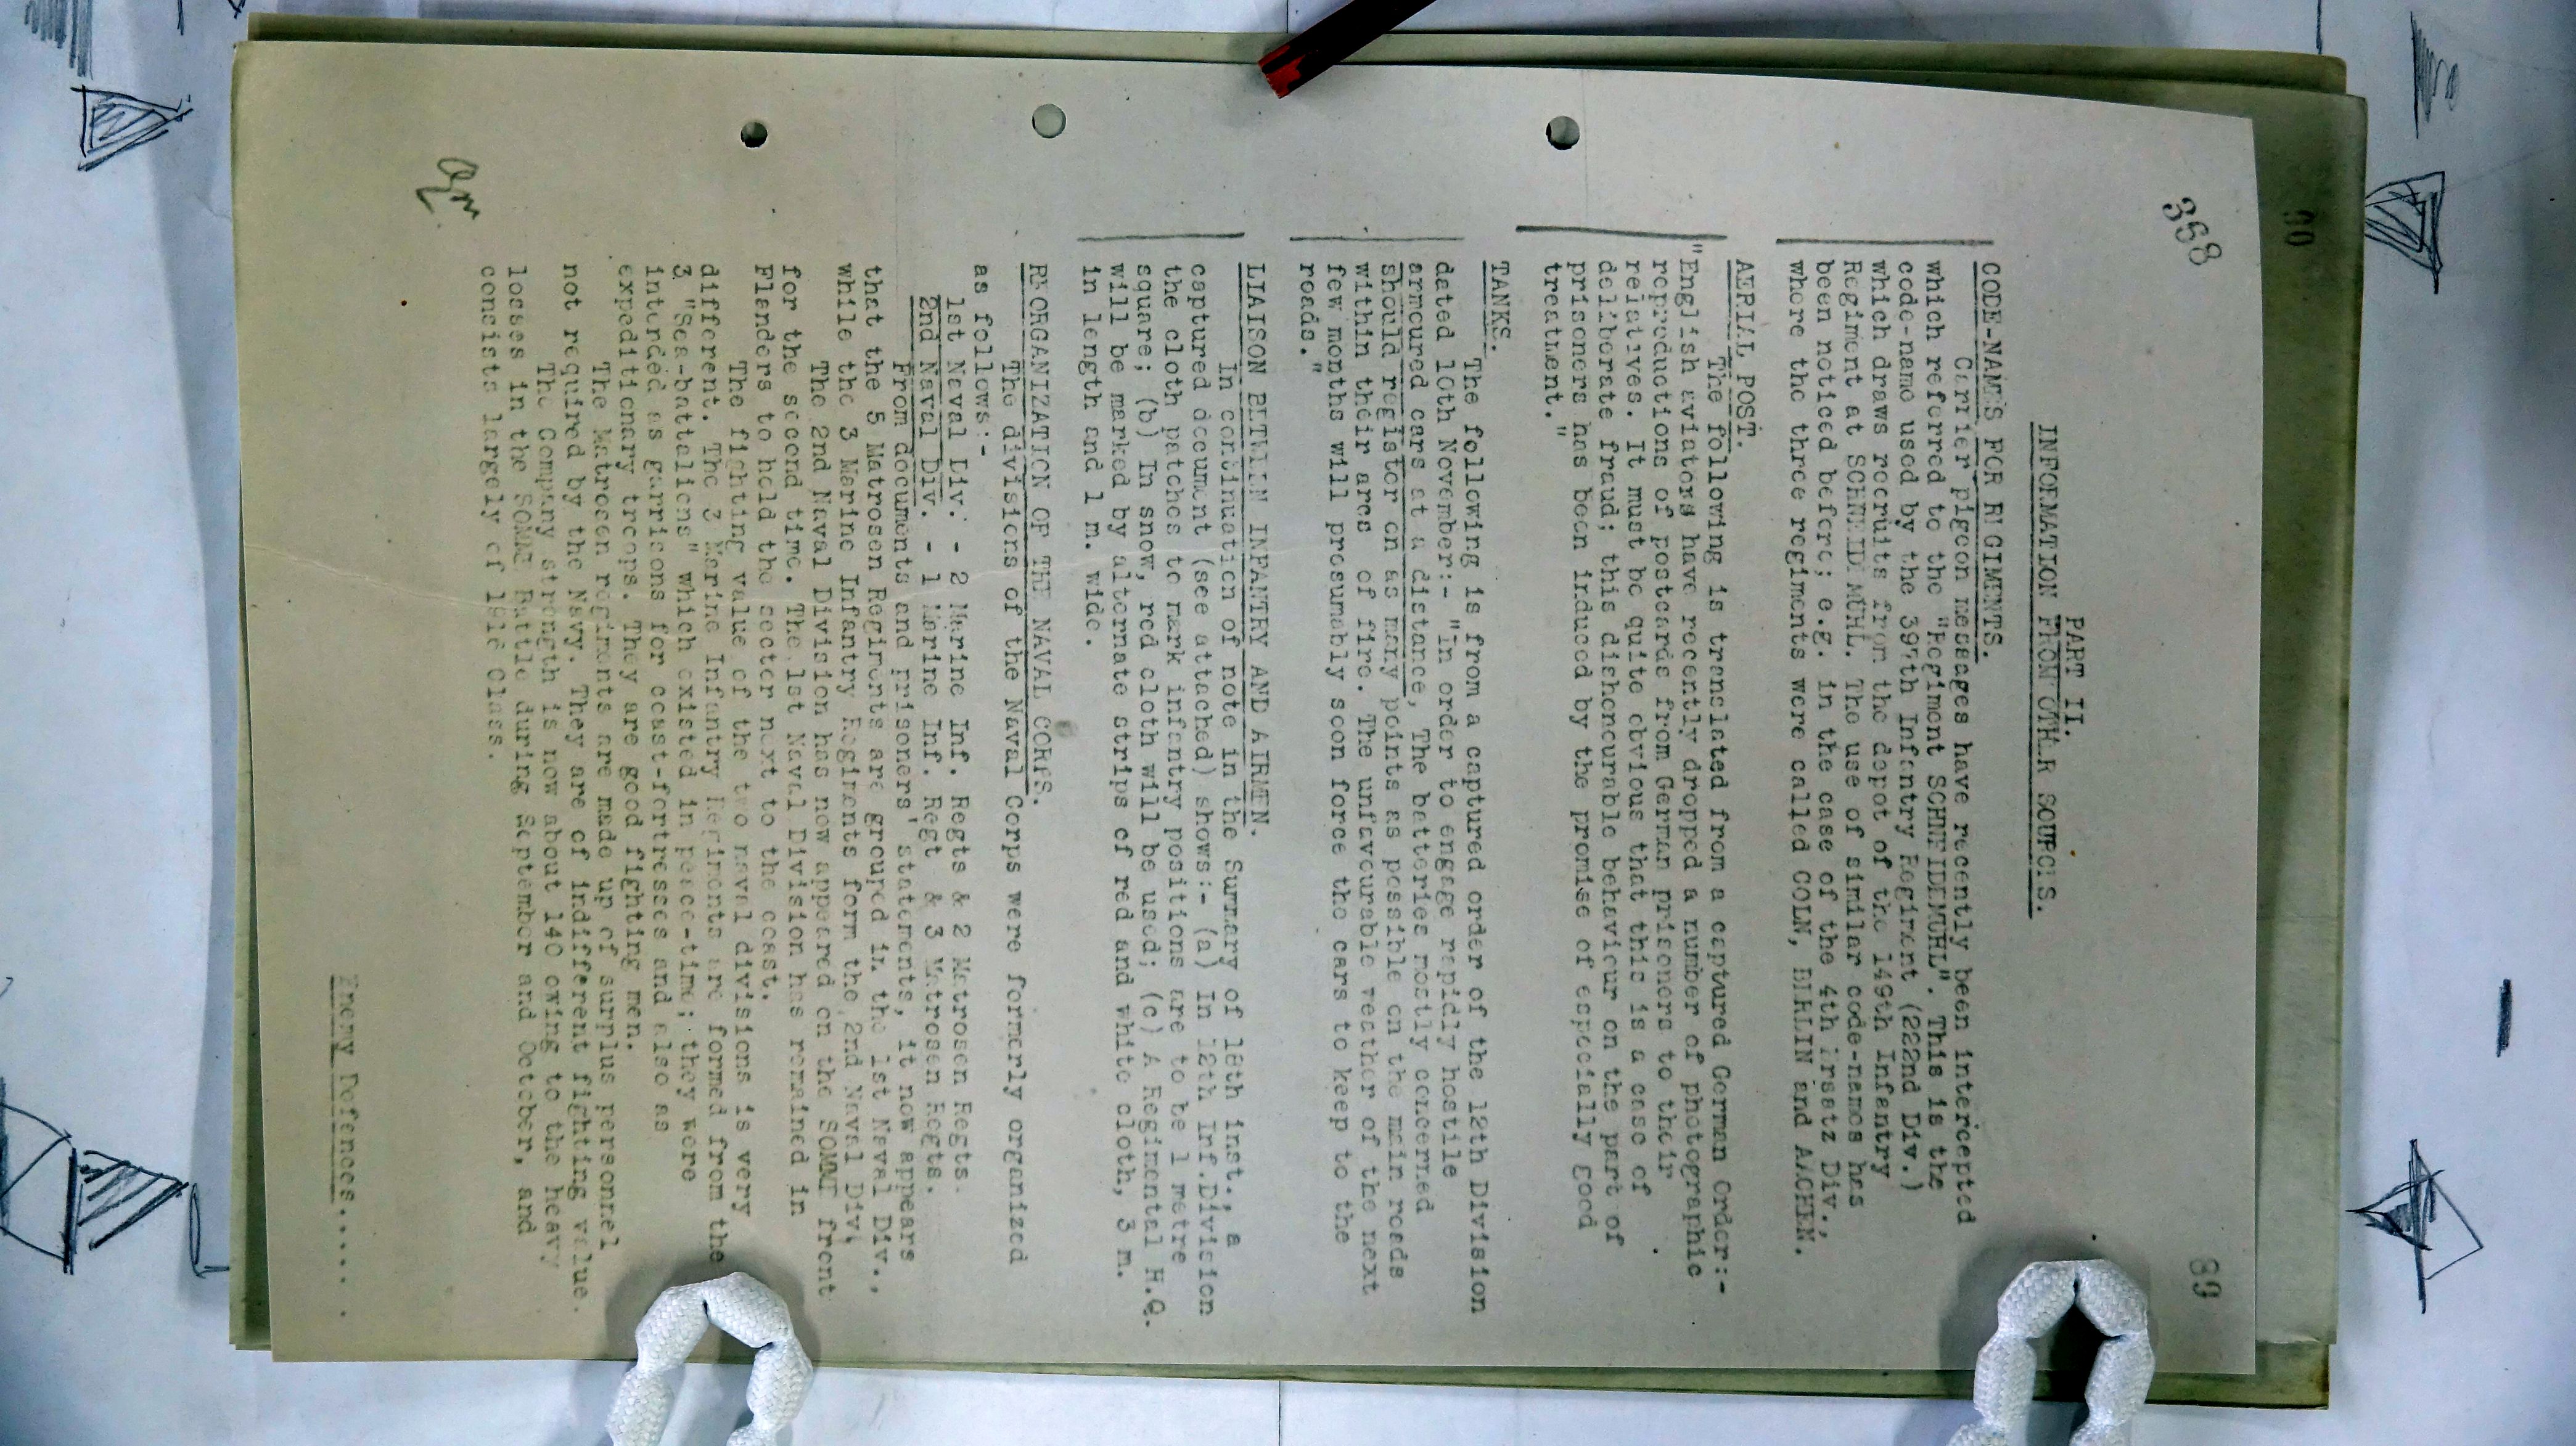 368
89
PART II.
INFORMATION FROM OTHER SOURCES.
CODE-NAMES FOR REGIMENTS.
Carrier pigeon messages have recently been intercepted
which referred to the "Regiment SCHNEIDEMUHL". This is the
code-name used by the 397th Infantry Regiment (222nd Div.)
which draws recruits from the depot of the 149th Infantry
Regiment at SCHNEIDEMUHL. The use of similar code-names has
been noticed before; e.g. in the case of the 4th Ersatz Div.,
where the three regiments were called COLN, BERLIN and AACHEN.
AERIAL POST.
The following is translated from a captured German Order:-
"English aviators have recently dropped a number of photographic
reproductions of postcards from German prisoners to their
relatives. It must be quite obvious that this is a case of
deliberate fraud; this dishonourable behaviour on the part of
prisoners has been induced by the promise of especially good
treatment."
TANKS.
The following is from a captured order of the 12th Division
dated 10th November:- "In order to engage rapidly hostile
armoured cars at a distance, The batteries mostly concerned
should register on as many points as possible on the main roads
within their arcs of fire. The unfavourable weather of the next
few months will presumably soon force the cars to keep to the
roads."
LIAISON BETWEEN INFANTRY AND AIRMEN.
In continuation of note in the Summary of 18th inst., a
captured document (see attached) shows:- (a) In 12th Inf.Division
the cloth patches to mark infantry positions are to be 1 metre
square; (b) In snow, red cloth will be used; (c) A Regimental H.Q.
will be marked by alternate strips of red and white cloth, 3 m.
in length and 1 m. wide.
REORGANIZATION OF THE NAVAL CORPS.
The divisions of the Naval Corps were formerly organized
as follows:-
1st Naval Div. - 2 Marine Inf. Regts & 2 Matrosen Regts.
2nd Naval Div. - 1 Marine Inf. Regt & 3 Matrosen Regts.
From documents and prisoners' statements, it now appears
that the 5 Matrosen Regiments are grouped in the 1st Naval Div.,
while the 3 Marine Infantry Regiments form the 2nd Naval Div.
The 2nd Naval Division has now appeared on the SOMME front
for the second time. The 1st Naval Division has remained in
Flanders to hold the sector next to the coast.
The fighting value of the two naval divisions is very
different. The 3 Marine Infantry Regiments are formed from the
3 "Sea-battalions" which existed in peace-time; they were
intended as garrisons for coast-fortresses and also as
expeditionary troops. They are good fighting men.
The Matrosen regiments are made up of surplus personnel
not required by the Navy. They are of indifferent fighting value.
The Company strength is now about 140 owing to the heavy
losses in the SOMME Battle during September and October, and
consists largely of 1916 Class.
Enemy Defences......